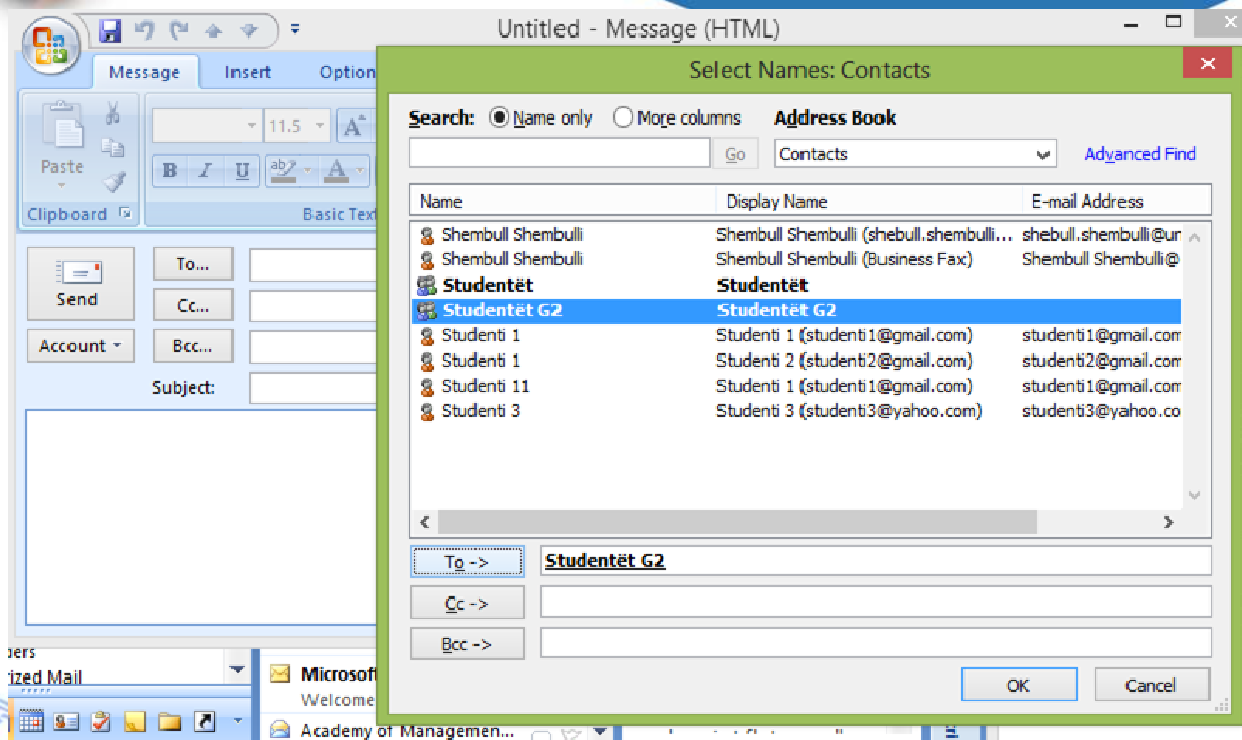 Untitled - Message (HTML)
Message Insert Option
Select Names: Contacts
Search: Name only More columns Address Book
Go Contacts Advanced Find
11.5
Paste
B I U
Clipboard Basic Text
Name Display Name E-mail Address
Shembull Shembulli Shembull Shembulli (shebull.shembulli... shebull.shembulli@un
Shembull Shembulli Shembull Shembulli (Business Fax) Shembull Shembulli@
Studentët Studentët
Studentët G2 Studentët G2
Studenti 1 Studenti 1 (studenti1@gmail.com) studenti1@gmail.com
Studenti 1 Studenti 2 (studenti2@gmail.com) studenti2@gmail.com
Studenti 11 Studenti 1 (studenti1@gmail.com) studenti1@gmail.com
Studenti 3 Studenti 3 (studenti3@yahoo.com) studenti3@yahoo.co
To...
Send
Cc...
Account Bcc...
Subject:
To -> Studentët G2
Cc ->
Bcc ->
OK Cancel
ders
rized Mail
Microsoft
Welcome
Academy of Managemen...